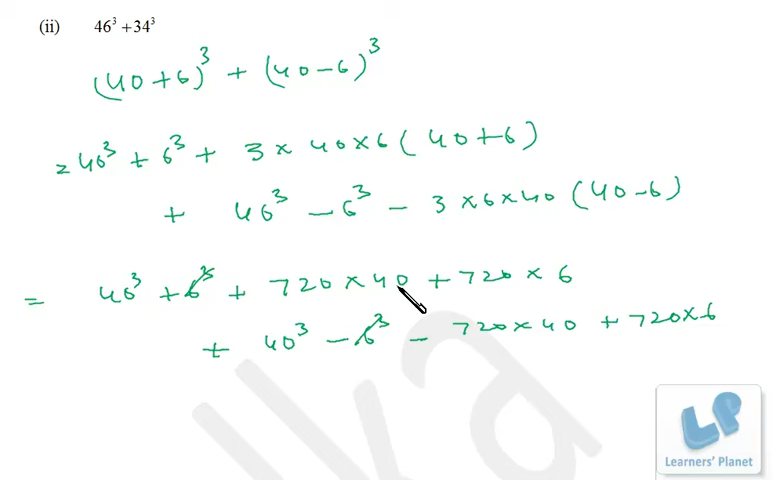 (ii) 46³ + 34³
(40+6)³ + (40-6)³
= 40³ + 6³ + 3 × 40 × 6 (40+6)
+ 40³ - 6³ - 3 × 6 × 40 (40-6)
= 40³ + 6³ + 720 × 40 + 720 × 6
+ 40³ - 6³ - 720 × 40 + 720 × 6
LP
Learners' Planet